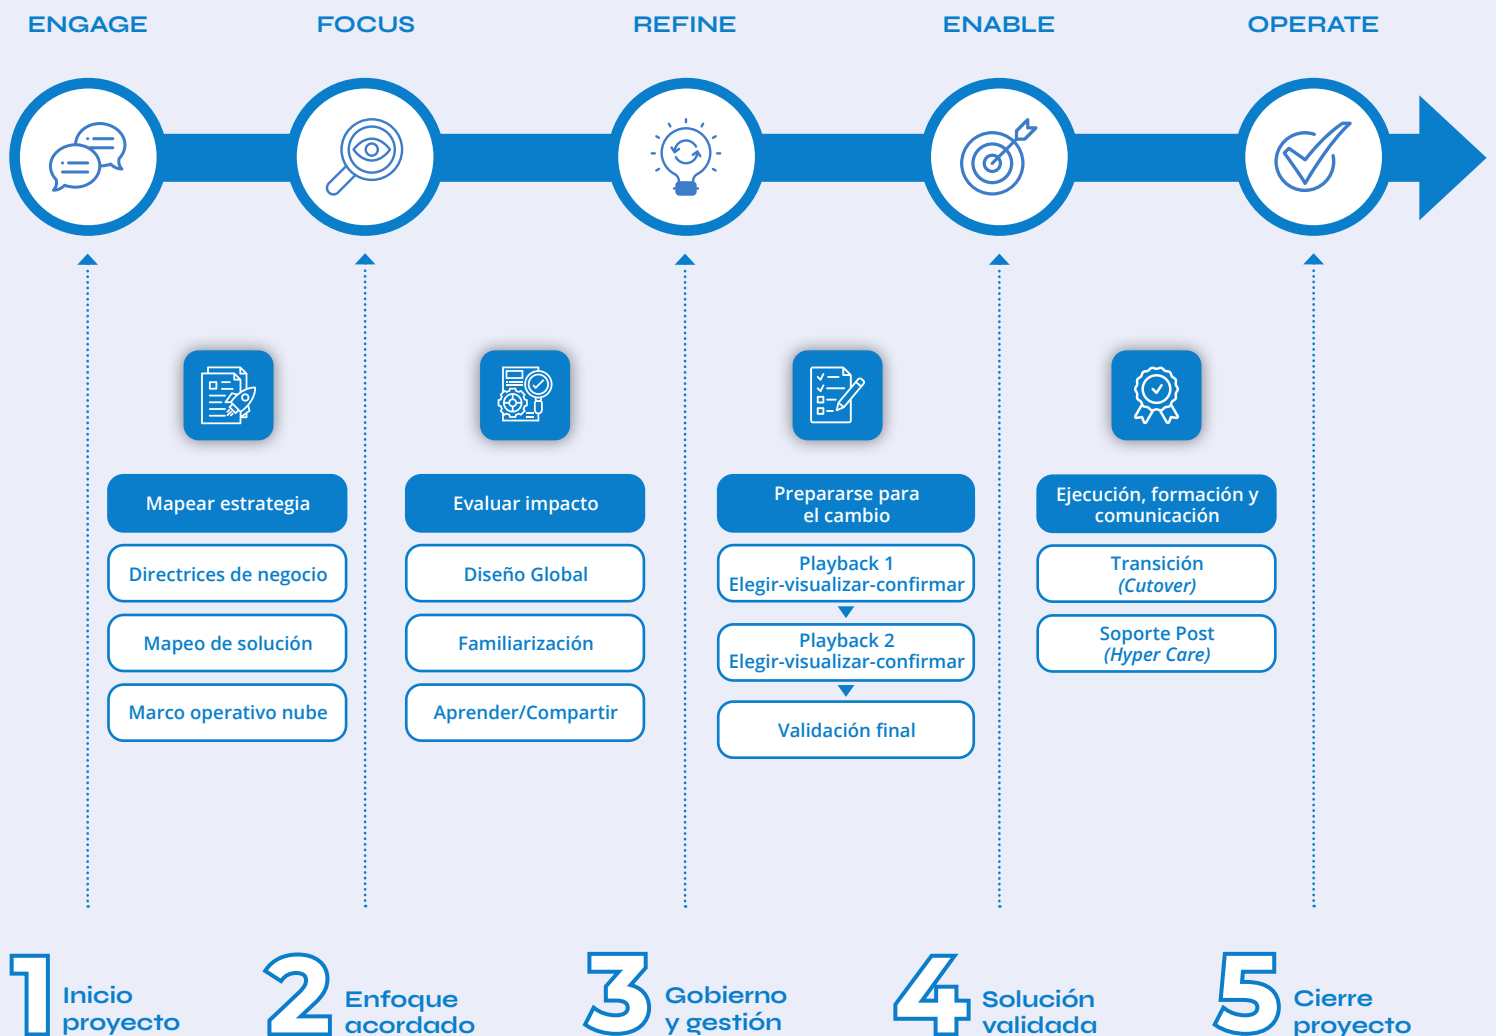 ENGAGE
FOCUS
REFINE
ENABLE
OPERATE
Mapear estrategia
Directrices de negocio
Mapeo de solución
Marco operativo nube
Evaluar impacto
Diseño Global
Familiarización
Aprender/Compartir
Prepararse para
el cambio
Playback 1
Elegir-visualizar-confirmar
Playback 2
Elegir-visualizar-confirmar
Validación final
Ejecución, formación y
comunicación
Transición
(Cutover)
Soporte Post
(Hyper Care)
1
Inicio
proyecto
2
Enfoque
acordado
3
Gobierno
y gestión
4
Solución
validada
5
Cierre
proyecto